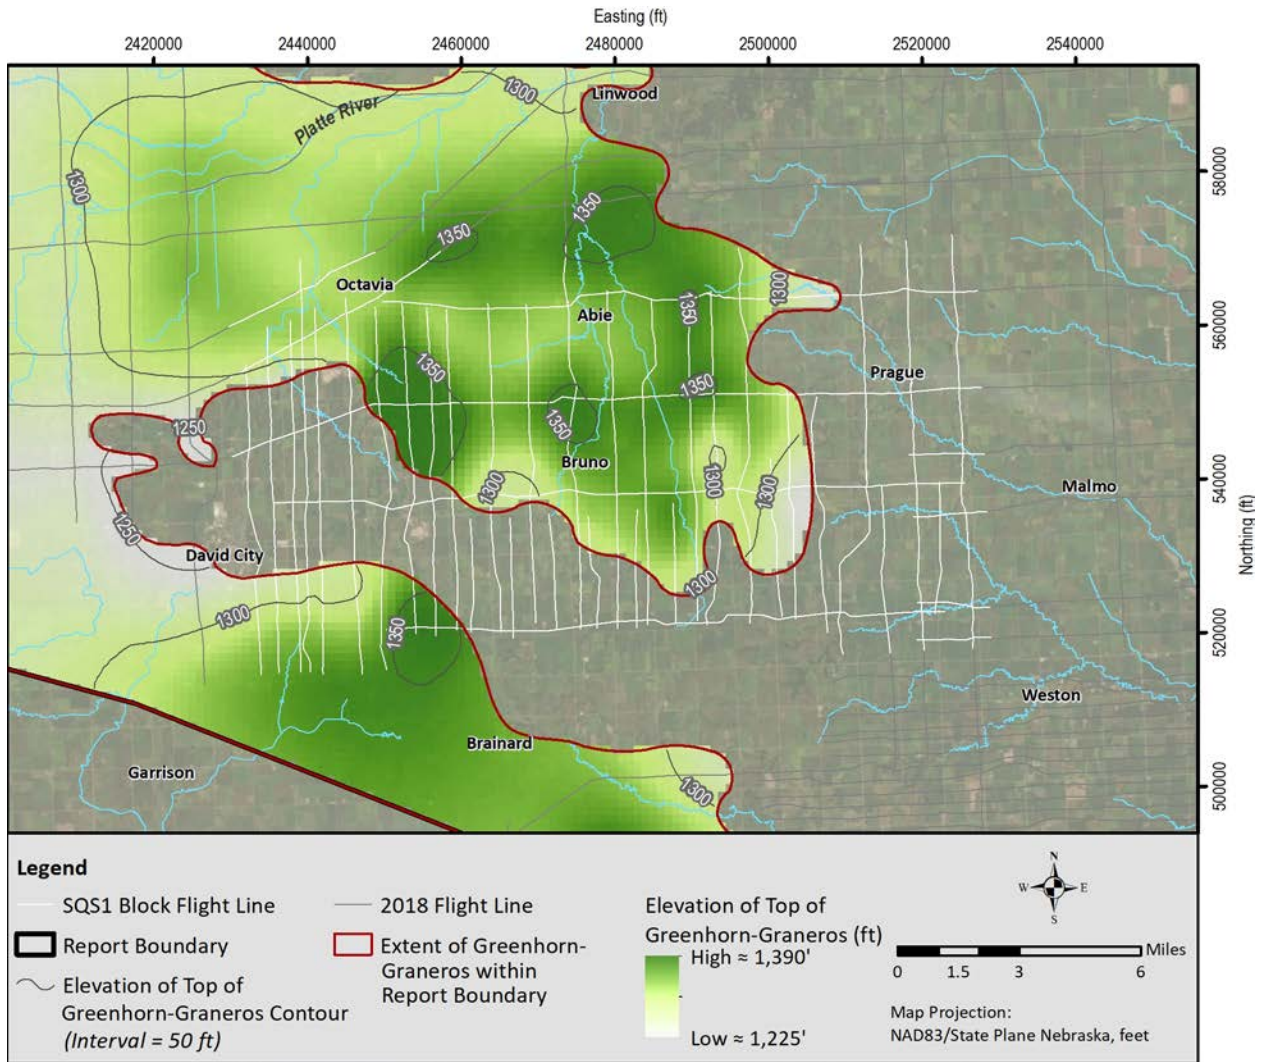 Easting (ft)
2420000 2440000 2460000 2480000 2500000 2520000 2540000
1300
Linwood
Platte River
580000
1300
1350
1350
Octavia
1300
1350
Abie
560000
1350
1350
Prague
1350
1250
Bruno
1300
1300
1300
540000
Malmo
1250
David City
Northing (ft)
1300
1300
1350
520000
Weston
Brainard
Garrison
1300
500000
Legend
SQS1 Block Flight Line
2018 Flight Line
Report Boundary
Extent of Greenhorn-
Graneros within
Report Boundary
Elevation of Top of
Greenhorn-Graneros Contour
(Interval = 50 ft)
Elevation of Top of
Greenhorn-Graneros (ft)
High ≈ 1,390'
Low ≈ 1,225'
N
W E
S
Miles
0 1.5 3 6
Map Projection:
NAD83/State Plane Nebraska, feet